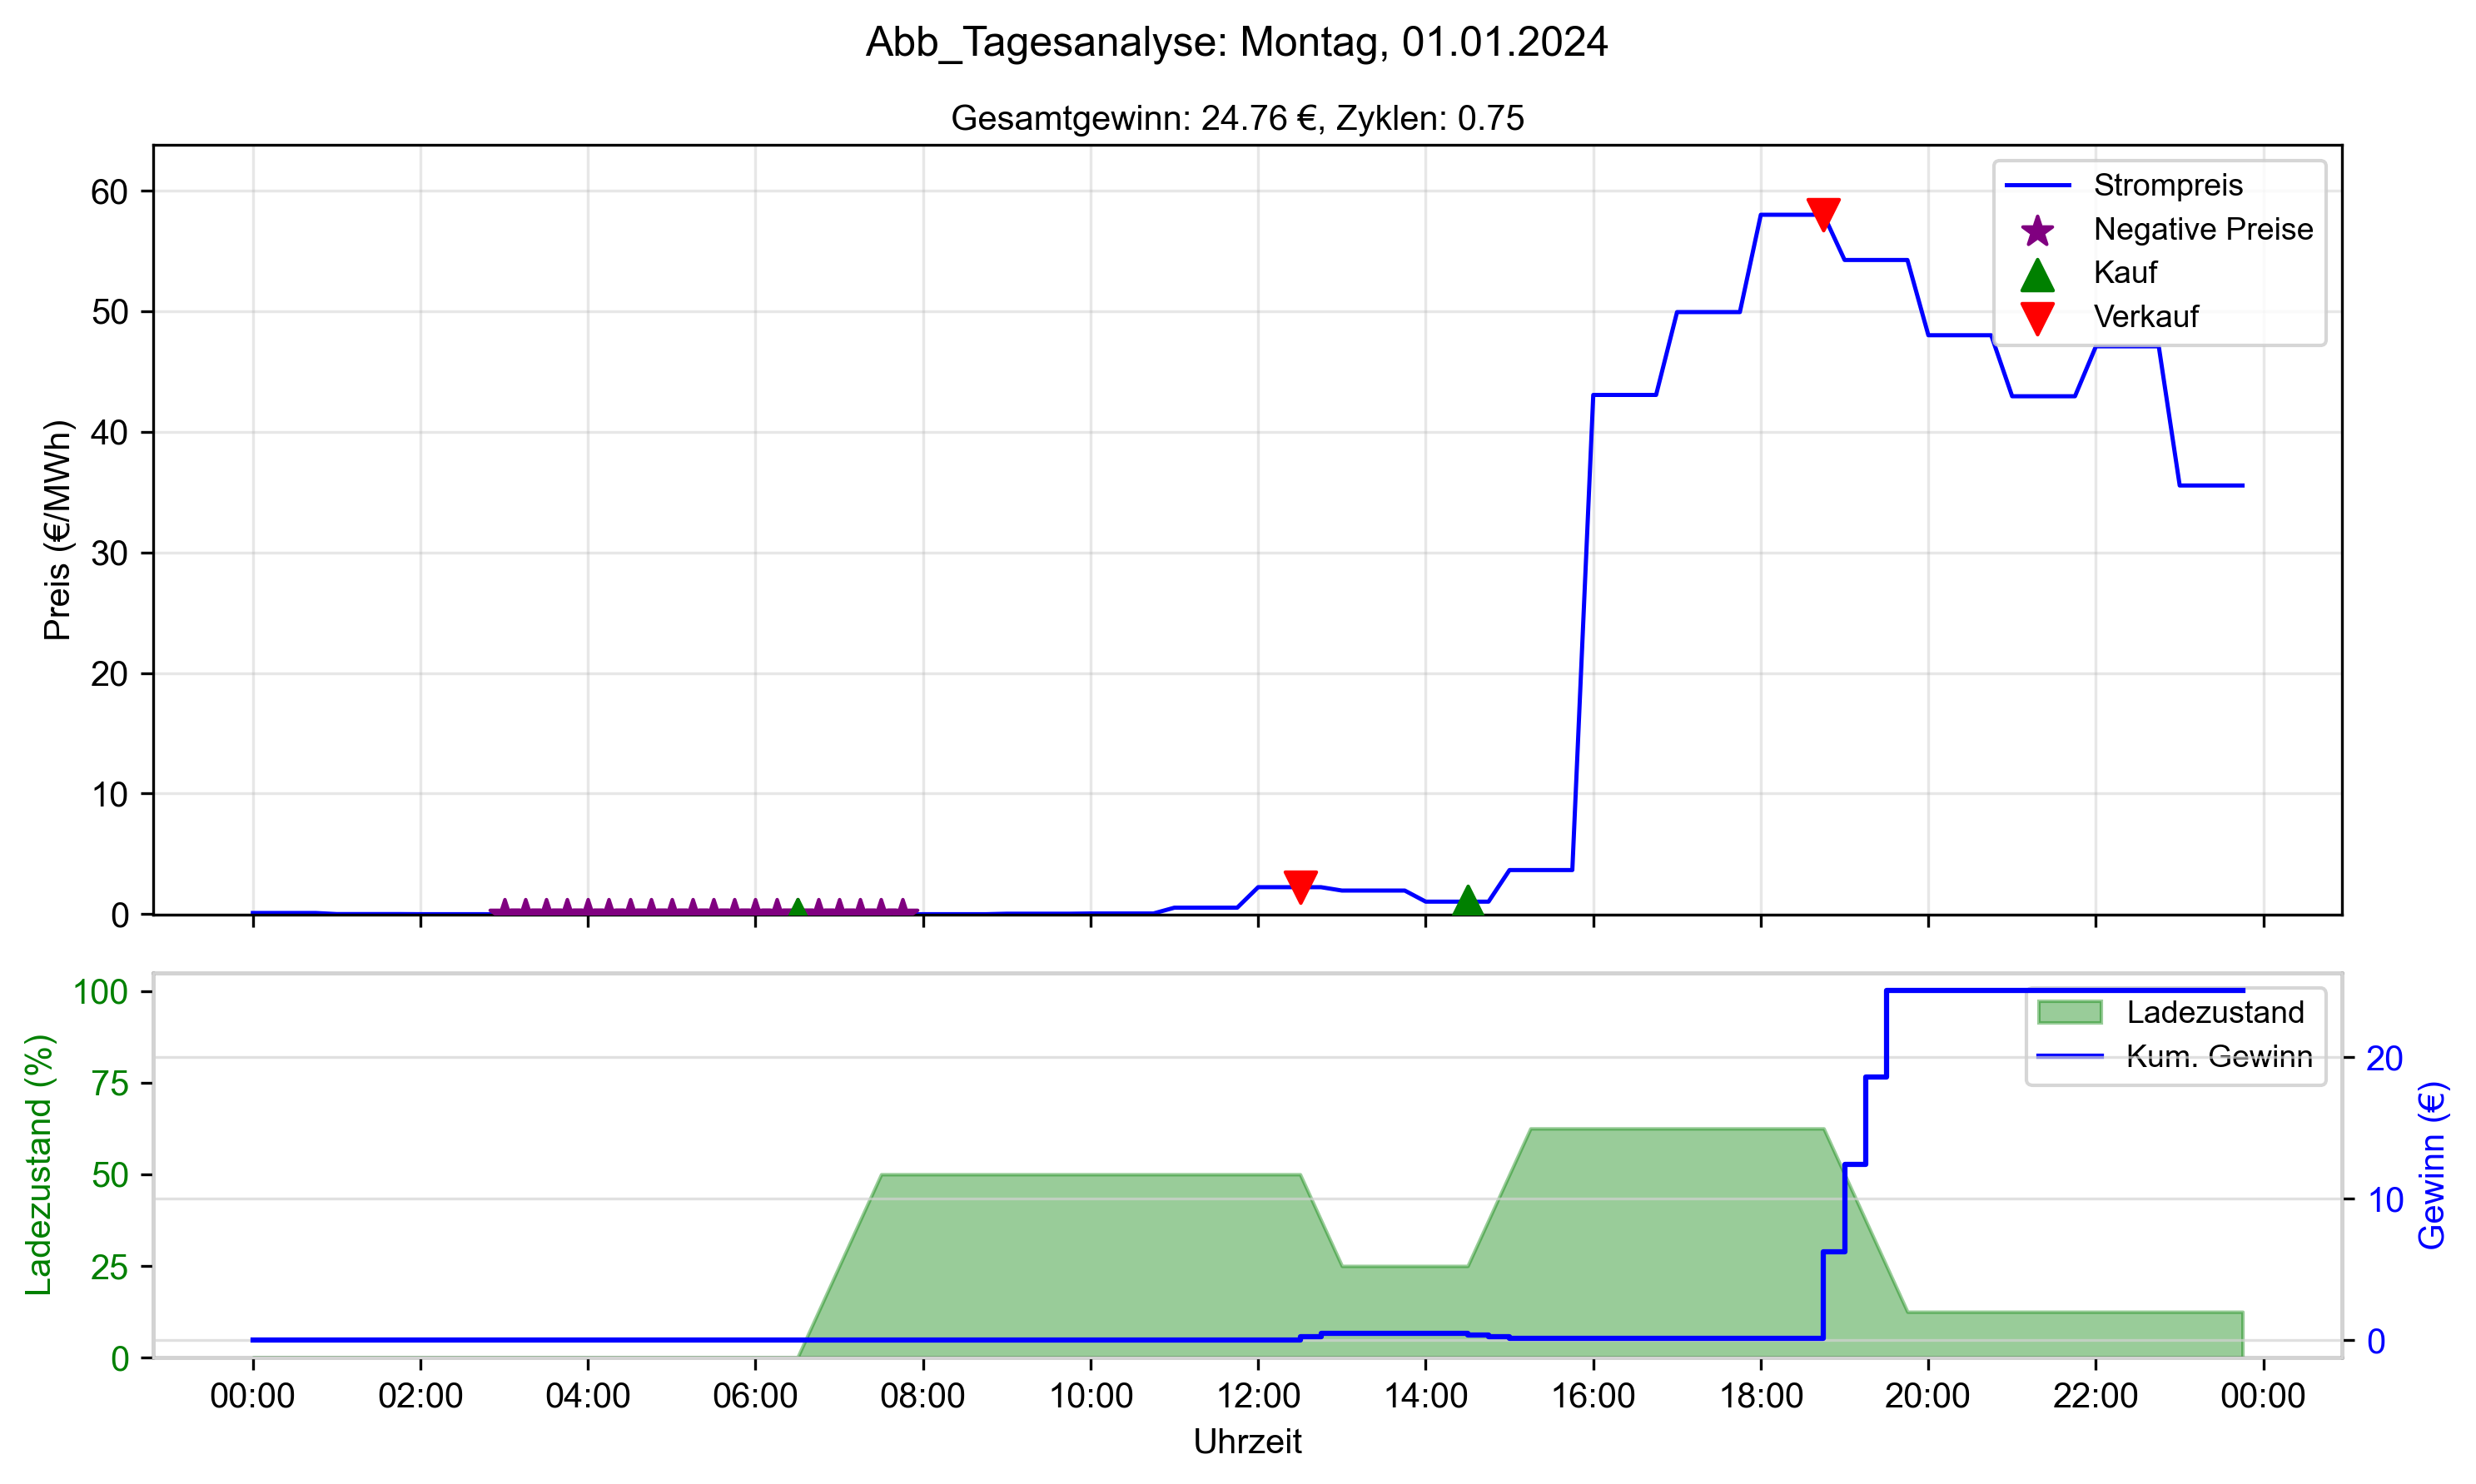 Abb_Tagesanalyse: Montag, 01.01.2024
Gesamtgewinn: 24.76 €, Zyklen: 0.75
Preis (€/MWh)
60
50
40
30
20
10
0
Strompreis
Negative Preise
Kauf
Verkauf
Ladezustand (%)
100
75
50
25
0
Ladezustand
Kum. Gewinn
20
10
0
Gewinn (€)
00:00 02:00 04:00 06:00 08:00 10:00 12:00 14:00 16:00 18:00 20:00 22:00 00:00
Uhrzeit